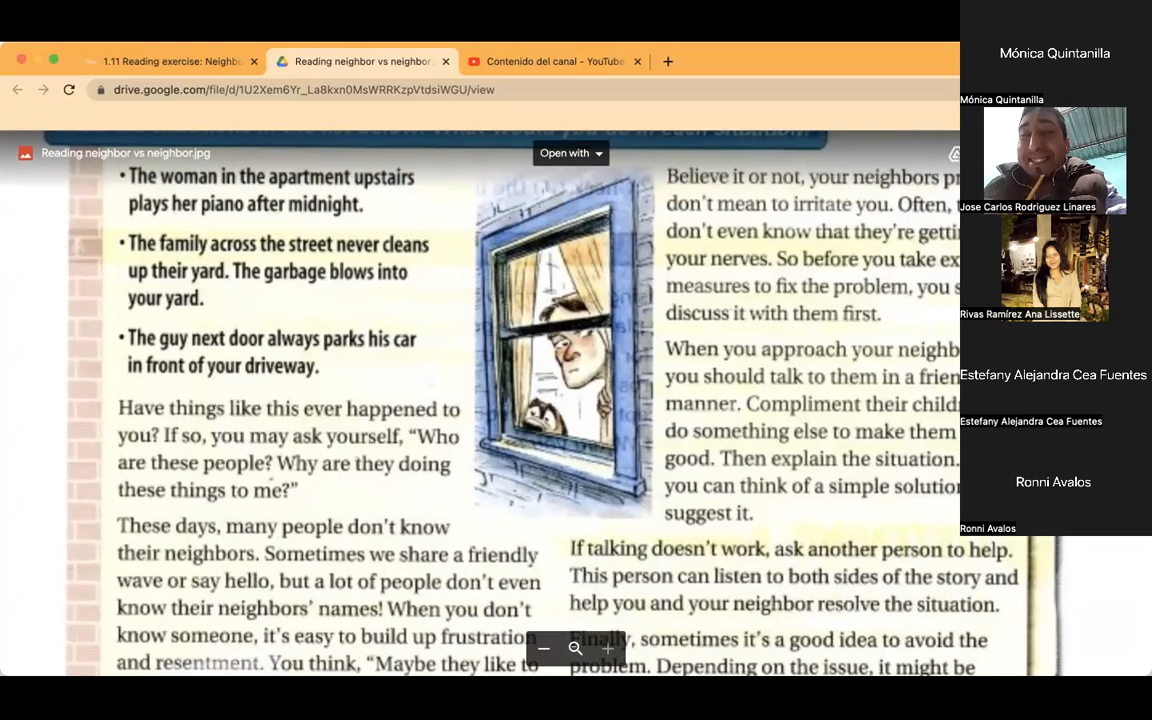 1.11 Reading exercise: Neighb
Reading neighbor vs neighbor.
Contenido del canal - YouTube
drive.google.com/file/d/1U2Xem6Yr_La8kxn0MsWRRKzpVtdsiWGU/view
Reading neighbor vs neighbor.jpg
Open with
• The woman in the apartment upstairs
plays her piano after midnight.
• The family across the street never cleans
up their yard. The garbage blows into
your yard.
• The guy next door always parks his car
in front of your driveway.
Have things like this ever happened to
you? If so, you may ask yourself, “Who
are these people? Why are they doing
these things to me?”
These days, many people don’t know
their neighbors. Sometimes we share a friendly
wave or say hello, but a lot of people don’t even
know their neighbors’ names! When you don’t
know someone, it’s easy to build up frustration
and resentment. You think, “Maybe they like to
Believe it or not, your neighbors pr
don’t mean to irritate you. Often,
don’t even know that they’re getti
your nerves. So before you take ex
measures to fix the problem, you s
discuss it with them first.
When you approach your neighb
you should talk to them in a frien
manner. Compliment their child
do something else to make them
good. Then explain the situation.
you can think of a simple solution
suggest it.
If talking doesn’t work, ask another person to help.
This person can listen to both sides of the story and
help you and your neighbor resolve the situation.
Finally, sometimes it’s a good idea to avoid the
problem. Depending on the issue, it might be
Mónica Quintanilla
Mónica Quintanilla
Jose Carlos Rodriguez Linares
Rivas Ramírez Ana Lissette
Estefany Alejandra Cea Fuentes
Estefany Alejandra Cea Fuentes
Ronni Avalos
Ronni Avalos